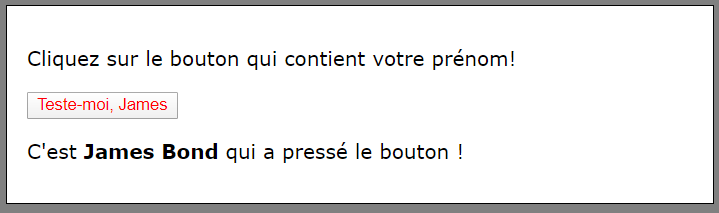 Cliquez sur le bouton qui contient votre prénom!
Teste-moi, James
C'est James Bond qui a pressé le bouton !